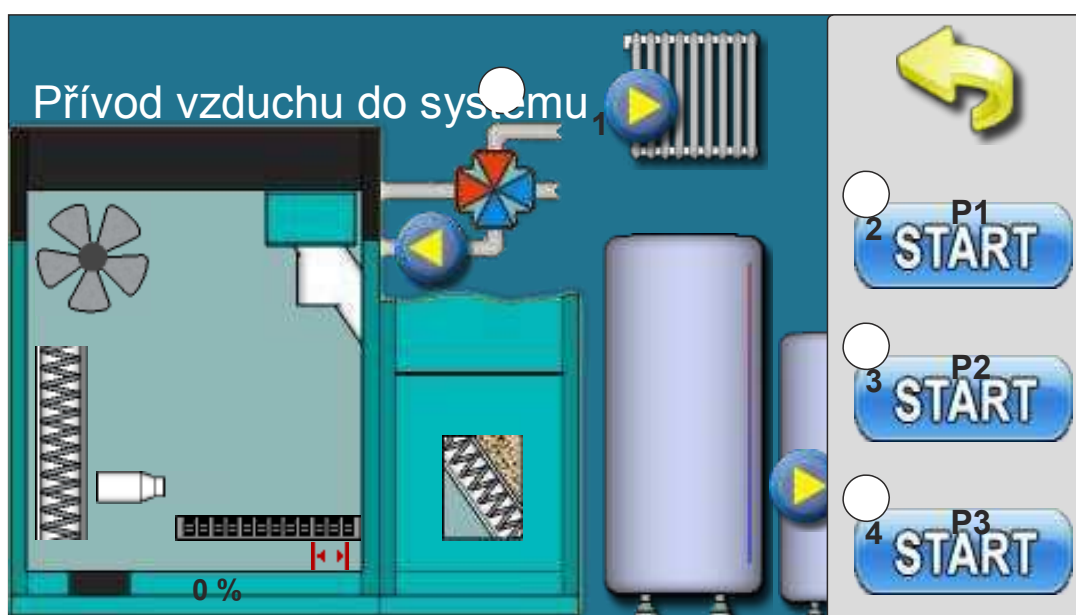 Přívod vzduchu do systému
1
2
P1
START
3
P2
START
4
P3
START
0 %